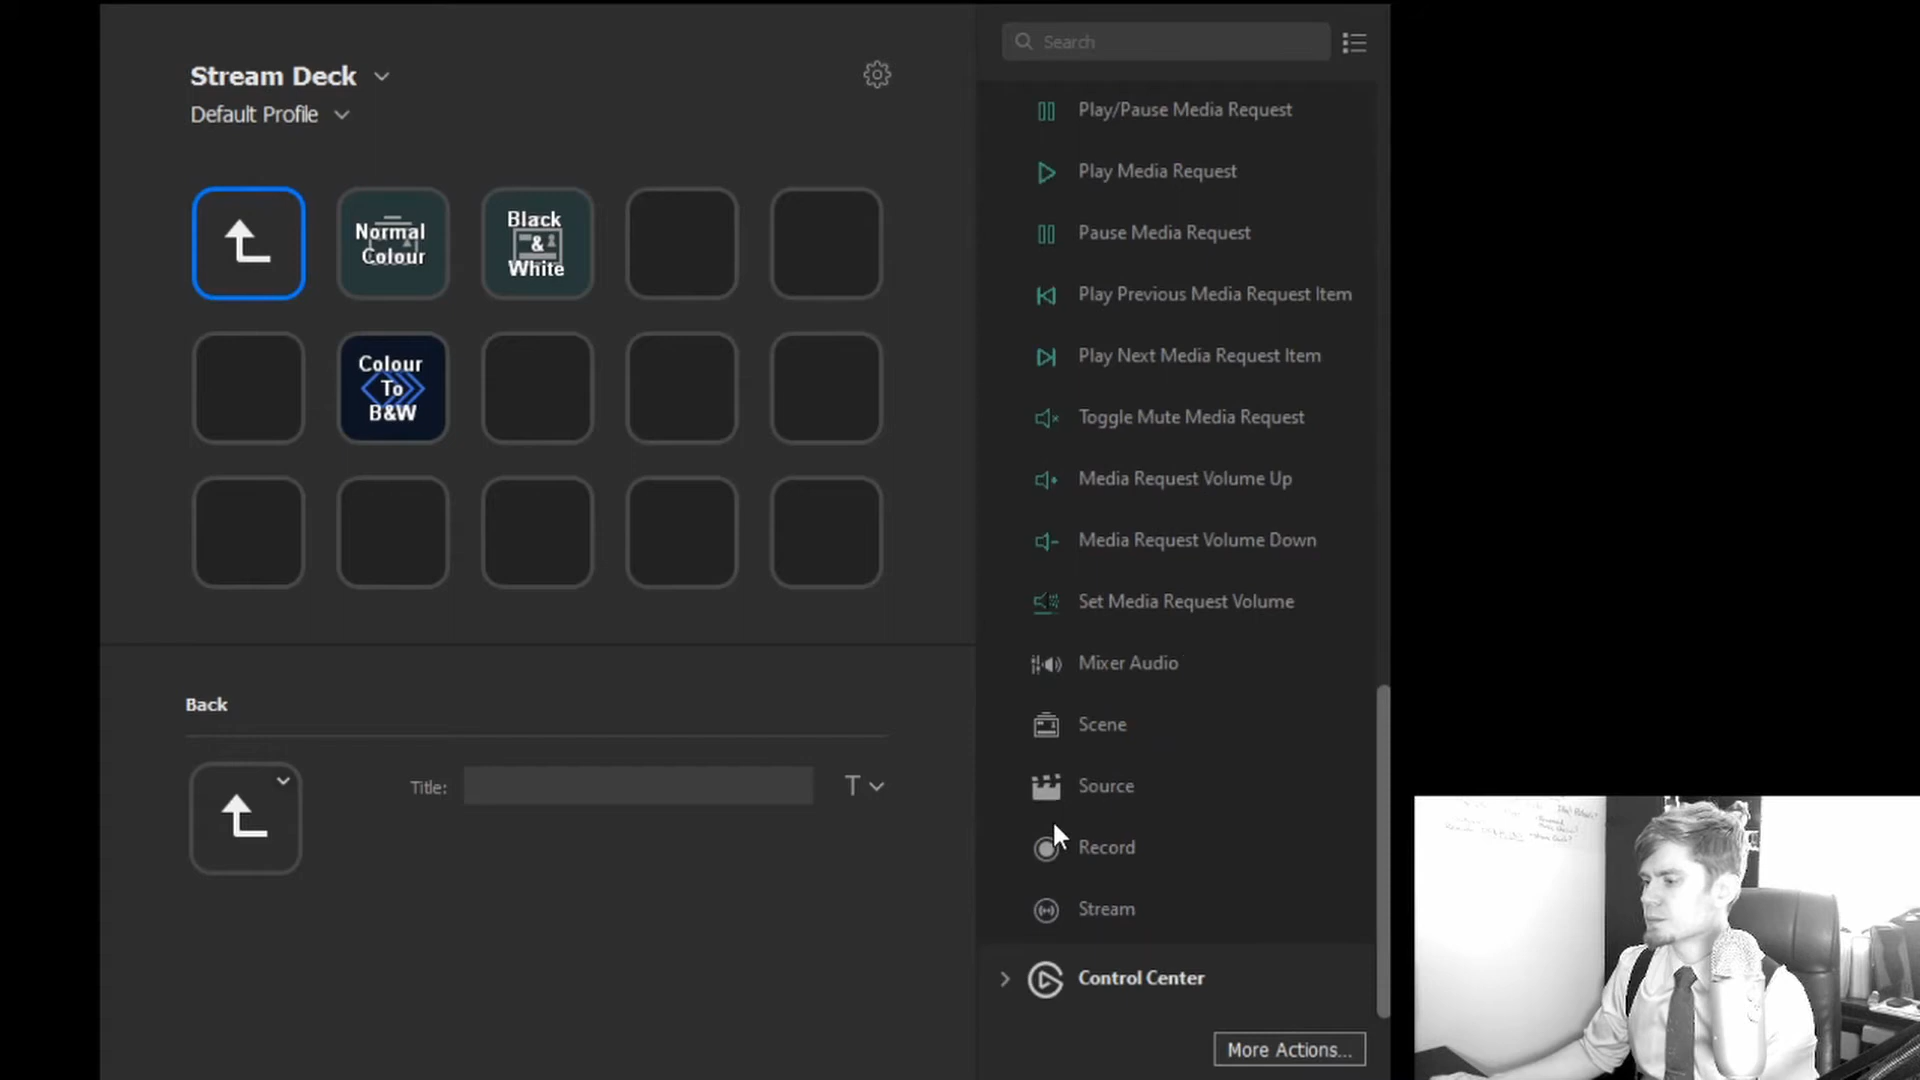 Stream Deck
Default Profile
Normal
Colour
Black
&
White
Colour
To
B&W
Back
Title:
T
Search
Play/Pause Media Request
Play Media Request
Pause Media Request
Play Previous Media Request Item
Play Next Media Request Item
Toggle Mute Media Request
Media Request Volume Up
Media Request Volume Down
Set Media Request Volume
Mixer Audio
Scene
Source
Record
Stream
Control Center
More Actions...